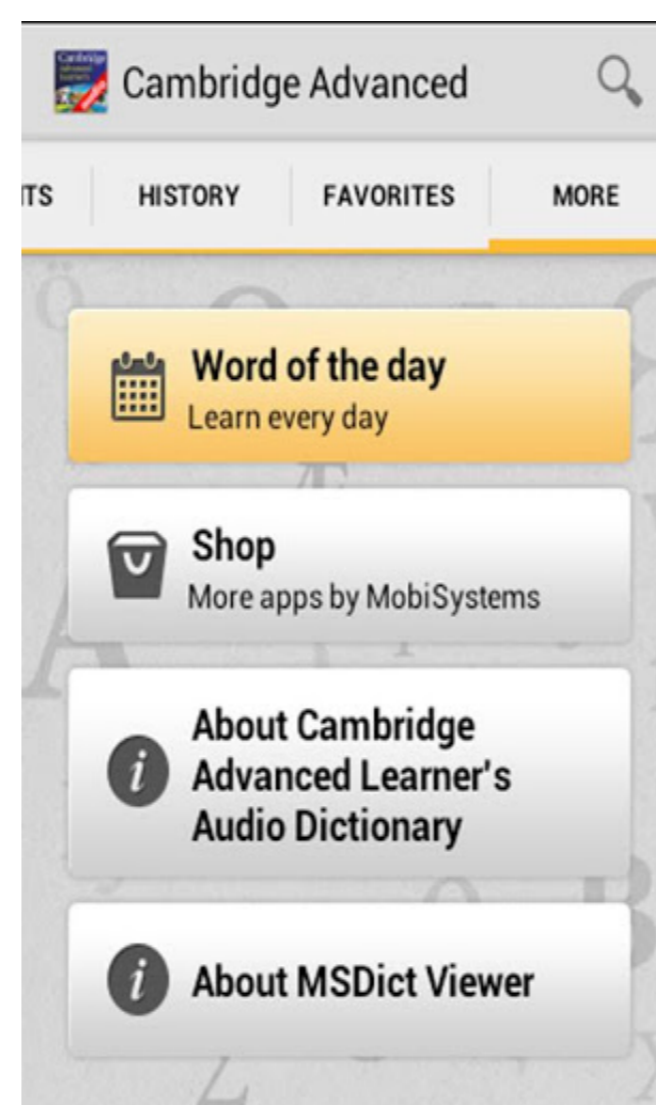 Cambridge Advanced
TS HISTORY FAVORITES MORE
Word of the day
Learn every day
Shop
More apps by MobiSystems
About Cambridge
Advanced Learner's
Audio Dictionary
About MSDict Viewer